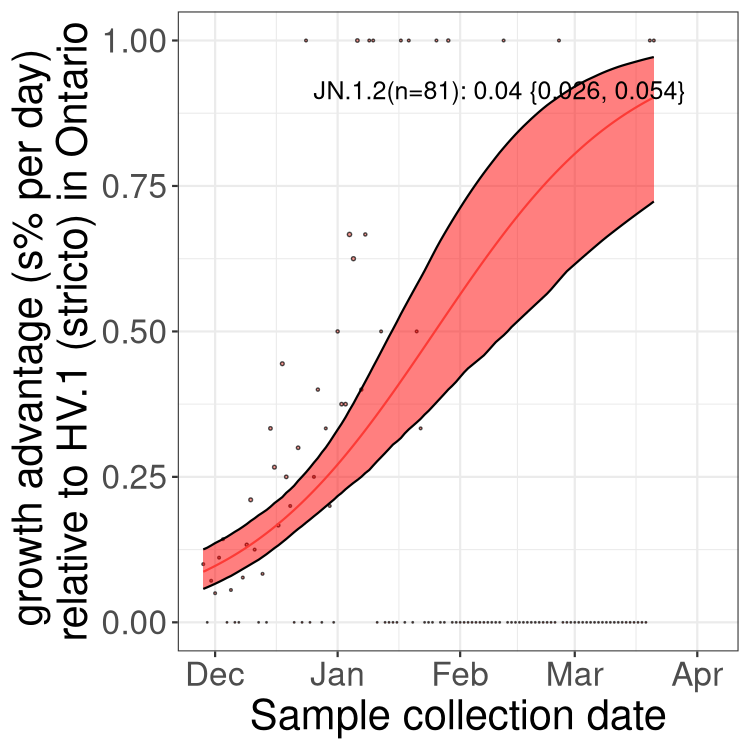 growth advantage (s% per day)
relative to HV.1 (stricto) in Ontario
1.00
0.75
0.50
0.25
0.00
JN.1.2(n=81): 0.04 {0.026, 0.054}
Dec Jan Feb Mar Apr
Sample collection date